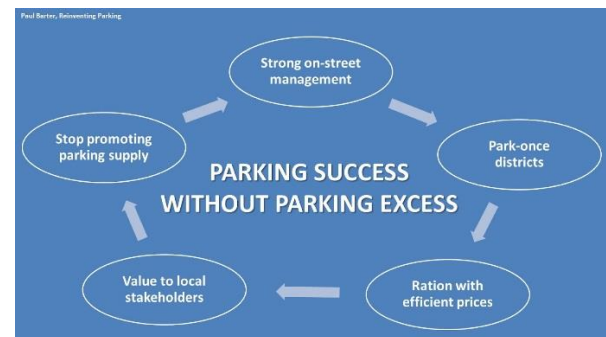 Paul Barter, Reinventing Parking
Strong on-street
management
Park-once
districts
Ration with
efficient prices
Value to local
stakeholders
Stop promoting
parking supply
PARKING SUCCESS
WITHOUT PARKING EXCESS